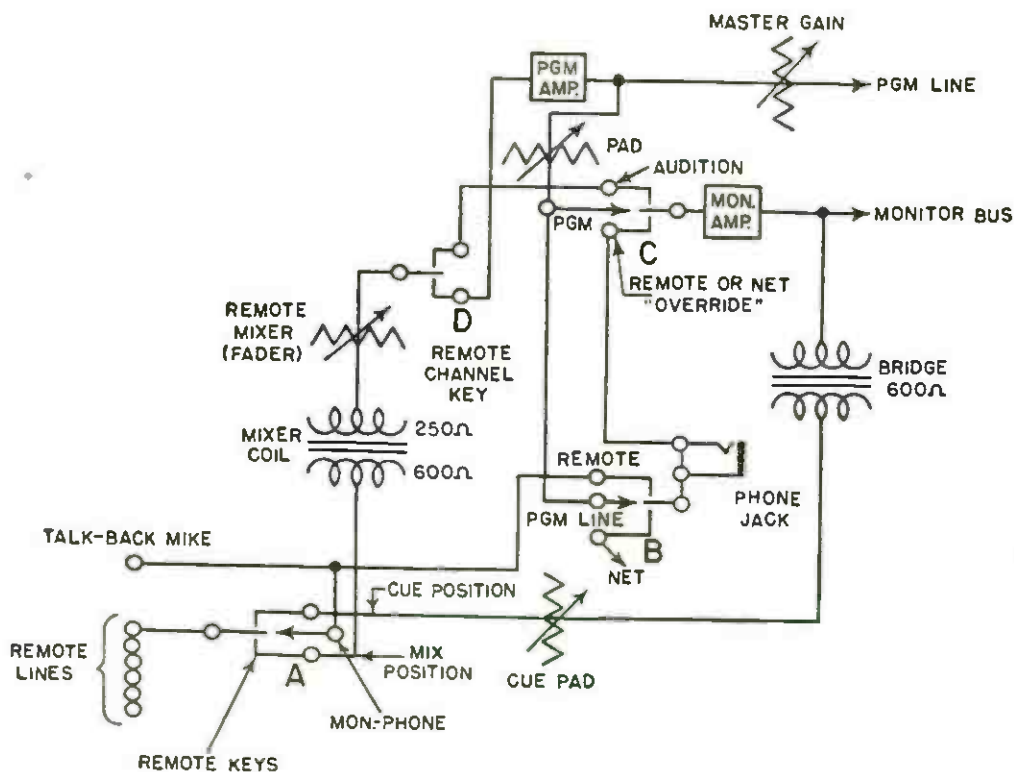 MASTER GAIN
PGM
AMP.
PGM LINE
PAD
AUDITION
MON.
AMP.
MONITOR BUS
PGM
C
REMOTE OR NET
"OVERRIDE"
REMOTE
MIXER
(FADER)
D
REMOTE
CHANNEL
KEY
BRIDGE
600Ω
MIXER
COIL
250Ω
600Ω
REMOTE
PHONE
JACK
PGM LINE
B
NET
TALK-BACK MIKE
CUE POSITION
REMOTE
LINES
A
MIX
POSITION
CUE PAD
MON.-PHONE
REMOTE KEYS